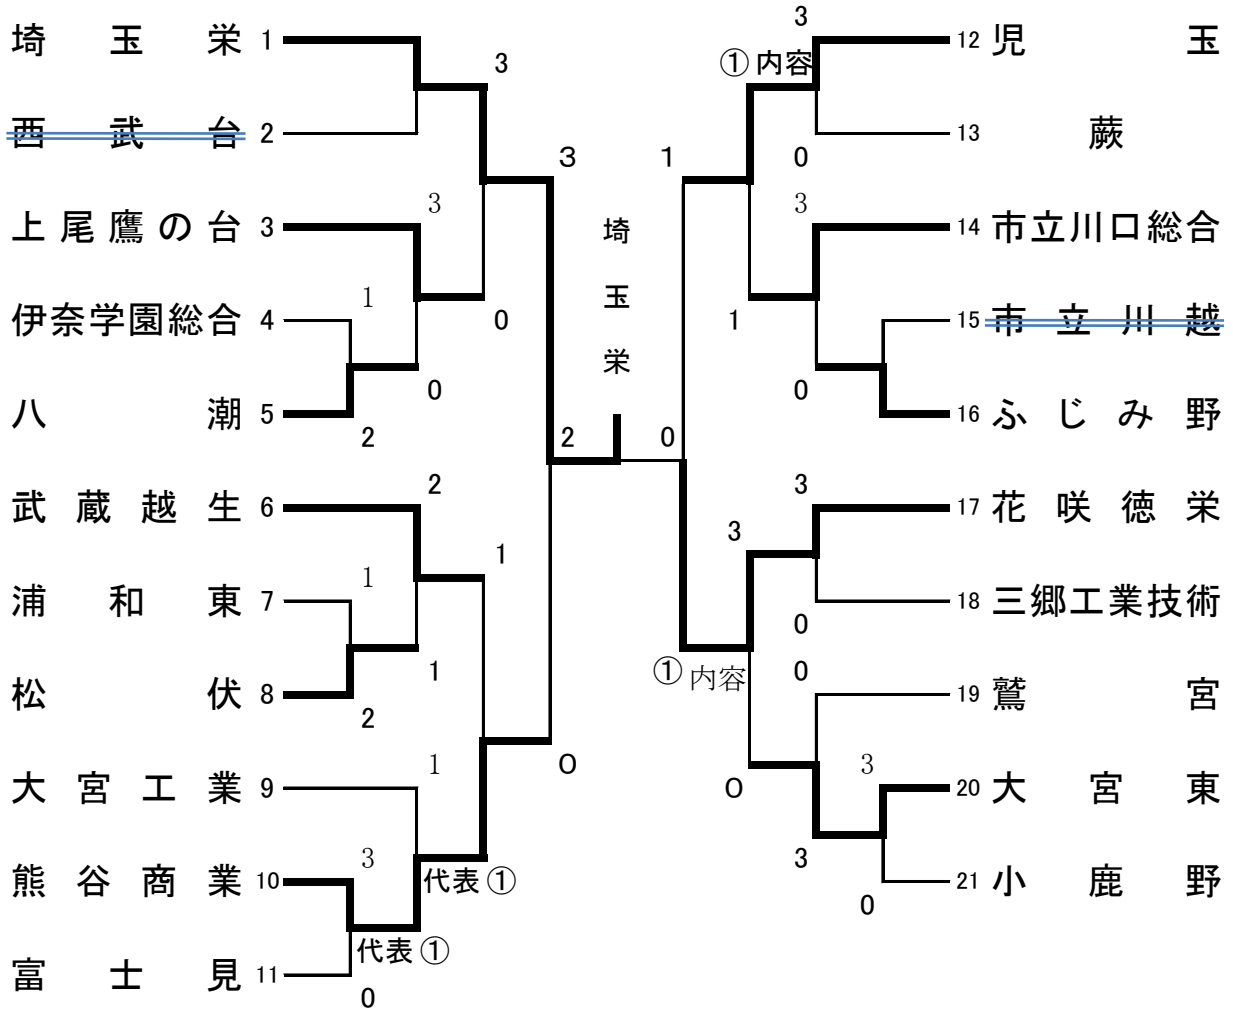 埼玉栄 1
西武台 2
上尾鷹の台 3
伊奈学園総合 4
八潮 5
武蔵越生 6
浦和東 7
松伏 8
大宮工業 9
熊谷商業 10
富士見 11
3
3
1
0
0
2
2
1
1
1
2
1
3
代表①
代表①
0
3
2
0
埼玉栄
1
0
3
①内容
0
3
1
0
3
3
0
①内容
0
0
3
3
0
12 児玉
13 蕨
14 市立川口総合
15 市立川越
16 ふじみ野
17 花咲徳栄
18 三郷工業技術
19 鷲宮
20 大宮東
21 小鹿野